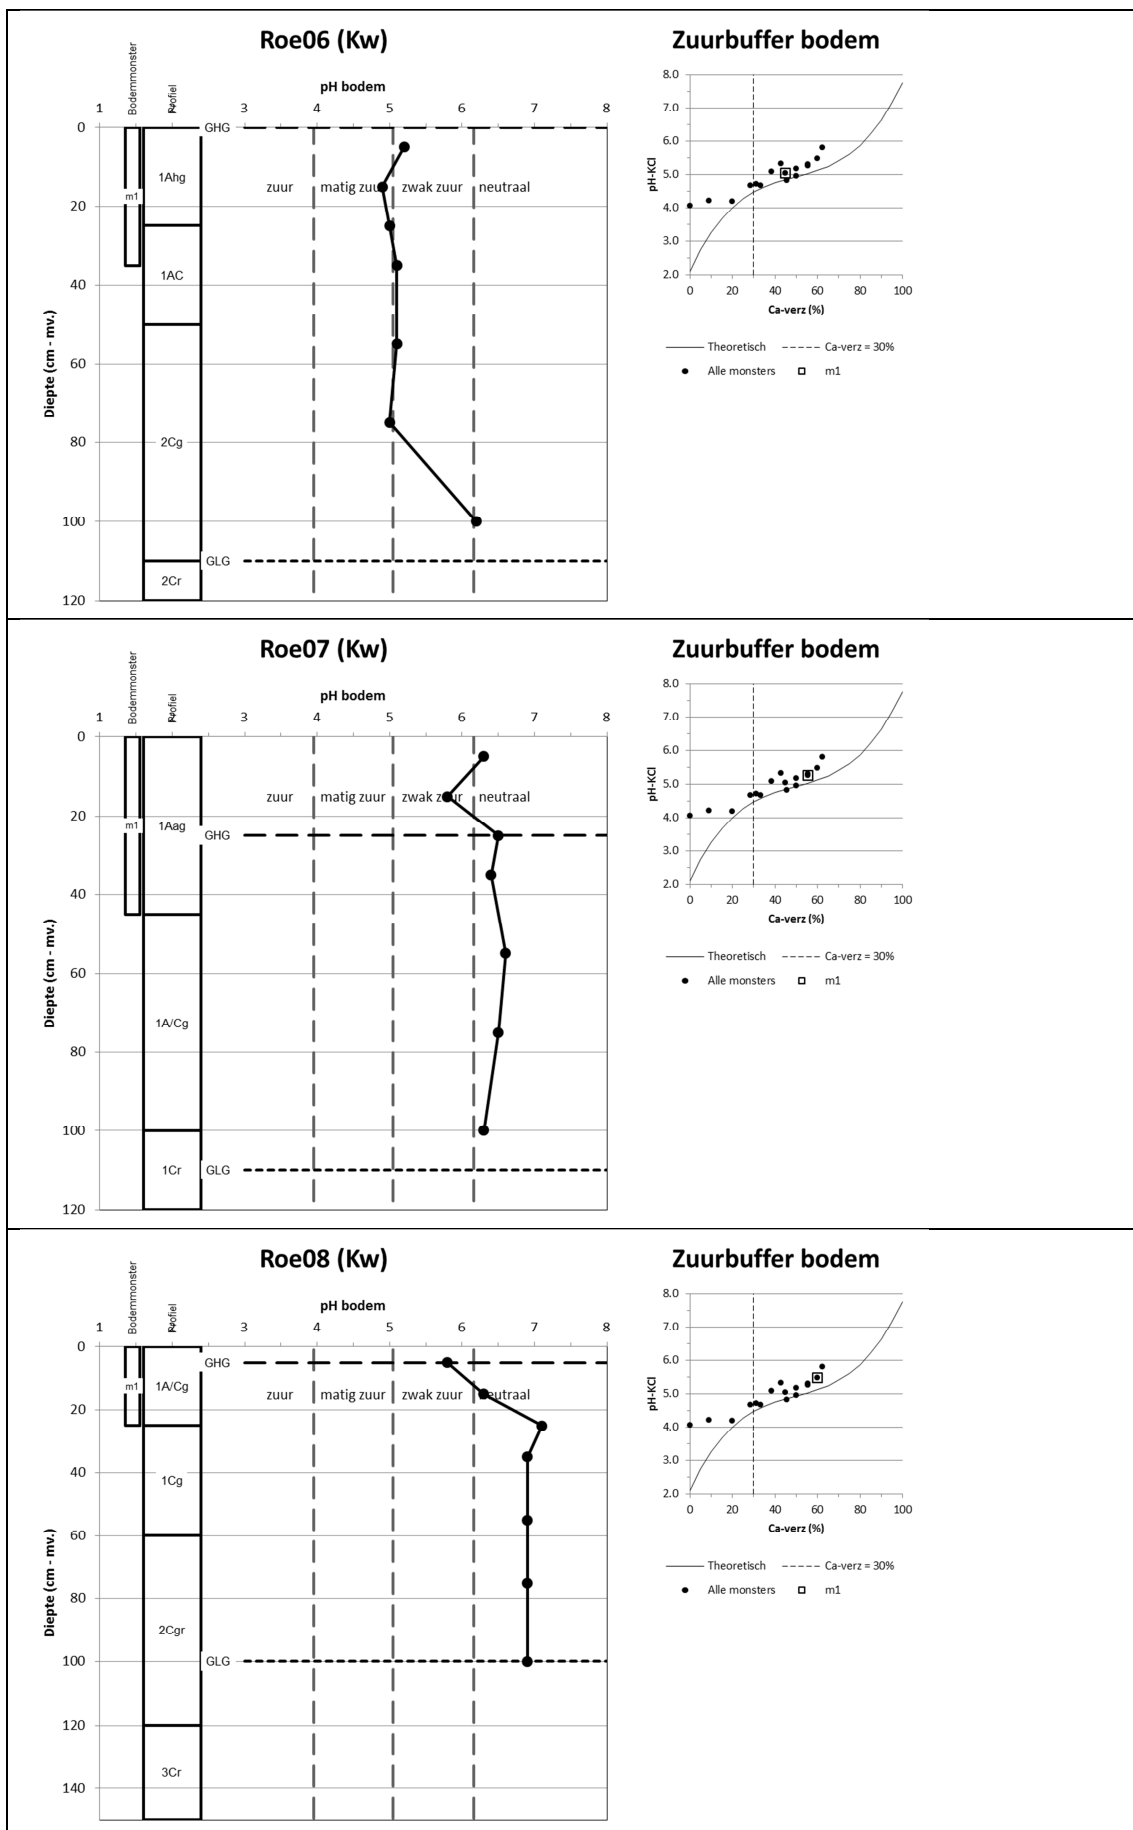 Roe06 (Kw)
Zuurbuffer bodem
Bodemmonster
Profiel
pH bodem
1 2 3 4 5 6 7 8
0
20
40
60
80
100
120
Diepte (cm - mv.)
m1
1Ahg
1AC
2Cg
2Cr
GHG
GLG
zuur matig zuur zwak zuur neutraal
8.0
7.0
6.0
5.0
4.0
3.0
2.0
pH-KCl
0 20 40 60 80 100
Ca-verz (%)
Theoretisch Ca-verz = 30%
Alle monsters m1
Roe07 (Kw)
Zuurbuffer bodem
Bodemmonster
Profiel
pH bodem
1 2 3 4 5 6 7 8
0
20
40
60
80
100
120
Diepte (cm - mv.)
m1
1Aag
1A/Cg
1Cr
GHG
GLG
zuur matig zuur zwak zuur neutraal
8.0
7.0
6.0
5.0
4.0
3.0
2.0
pH-KCl
0 20 40 60 80 100
Ca-verz (%)
Theoretisch Ca-verz = 30%
Alle monsters m1
Roe08 (Kw)
Zuurbuffer bodem
Bodemmonster
Profiel
pH bodem
1 2 3 4 5 6 7 8
0
20
40
60
80
100
120
140
Diepte (cm - mv.)
m1
1A/Cg
1Cg
2Cgr
3Cr
GHG
GLG
zuur matig zuur zwak zuur neutraal
8.0
7.0
6.0
5.0
4.0
3.0
2.0
pH-KCl
0 20 40 60 80 100
Ca-verz (%)
Theoretisch Ca-verz = 30%
Alle monsters m1